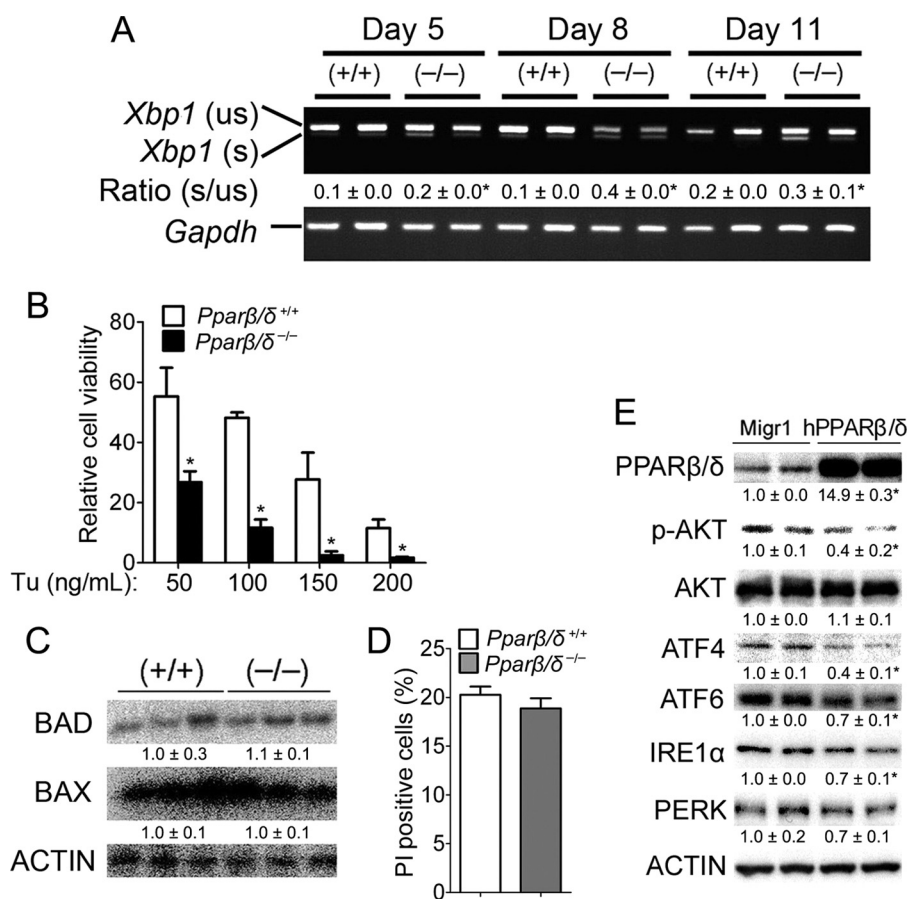 A
Day 5 Day 8 Day 11
(+/+) (–/–) (+/+) (–/–) (+/+) (–/–)
Xbp1 (us)
Xbp1 (s)
Ratio (s/us) 0.1 ± 0.0 0.2 ± 0.0* 0.1 ± 0.0 0.4 ± 0.0* 0.2 ± 0.0 0.3 ± 0.1*
Gapdh
B
Pparβ/δ+/+
Pparβ/δ–/–
Relative cell viability
80
60
40
20
0
* * * *
Tu (ng/mL): 50 100 150 200
C
(+/+) (–/–)
BAD
1.0 ± 0.3 1.1 ± 0.1
BAX
1.0 ± 0.1 1.0 ± 0.1
ACTIN
D
Pparβ/δ+/+
Pparβ/δ–/–
PI positive cells (%)
25
20
15
10
5
0
E
Migr1 hPPARβ/δ
PPARβ/δ
1.0 ± 0.0 14.9 ± 0.3*
p-AKT
1.0 ± 0.1 0.4 ± 0.2*
AKT
1.0 ± 0.0 1.1 ± 0.1
ATF4
1.0 ± 0.1 0.4 ± 0.1*
ATF6
1.0 ± 0.0 0.7 ± 0.1*
IRE1α
1.0 ± 0.0 0.7 ± 0.1*
PERK
1.0 ± 0.2 0.7 ± 0.1
ACTIN